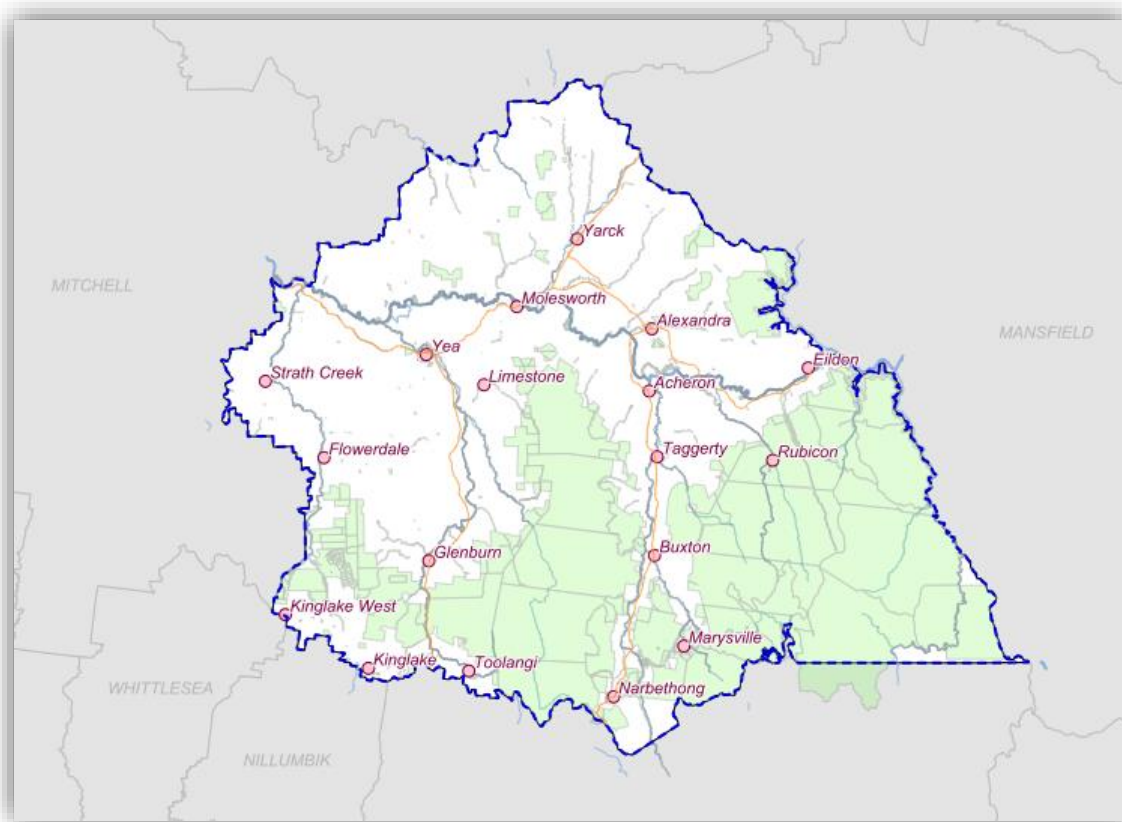 Yarck
MITCHELL
Molesworth
Alexandra
MANSFIELD
Yea
Eildon
Strath Creek
Limestone
Acheron
Flowerdale
Taggerty
Rubicon
Glenburn
Buxton
Kinglake West
Marysville
Kinglake
Toolangi
WHITTLESEA
Narbethong
NILLUMBIK